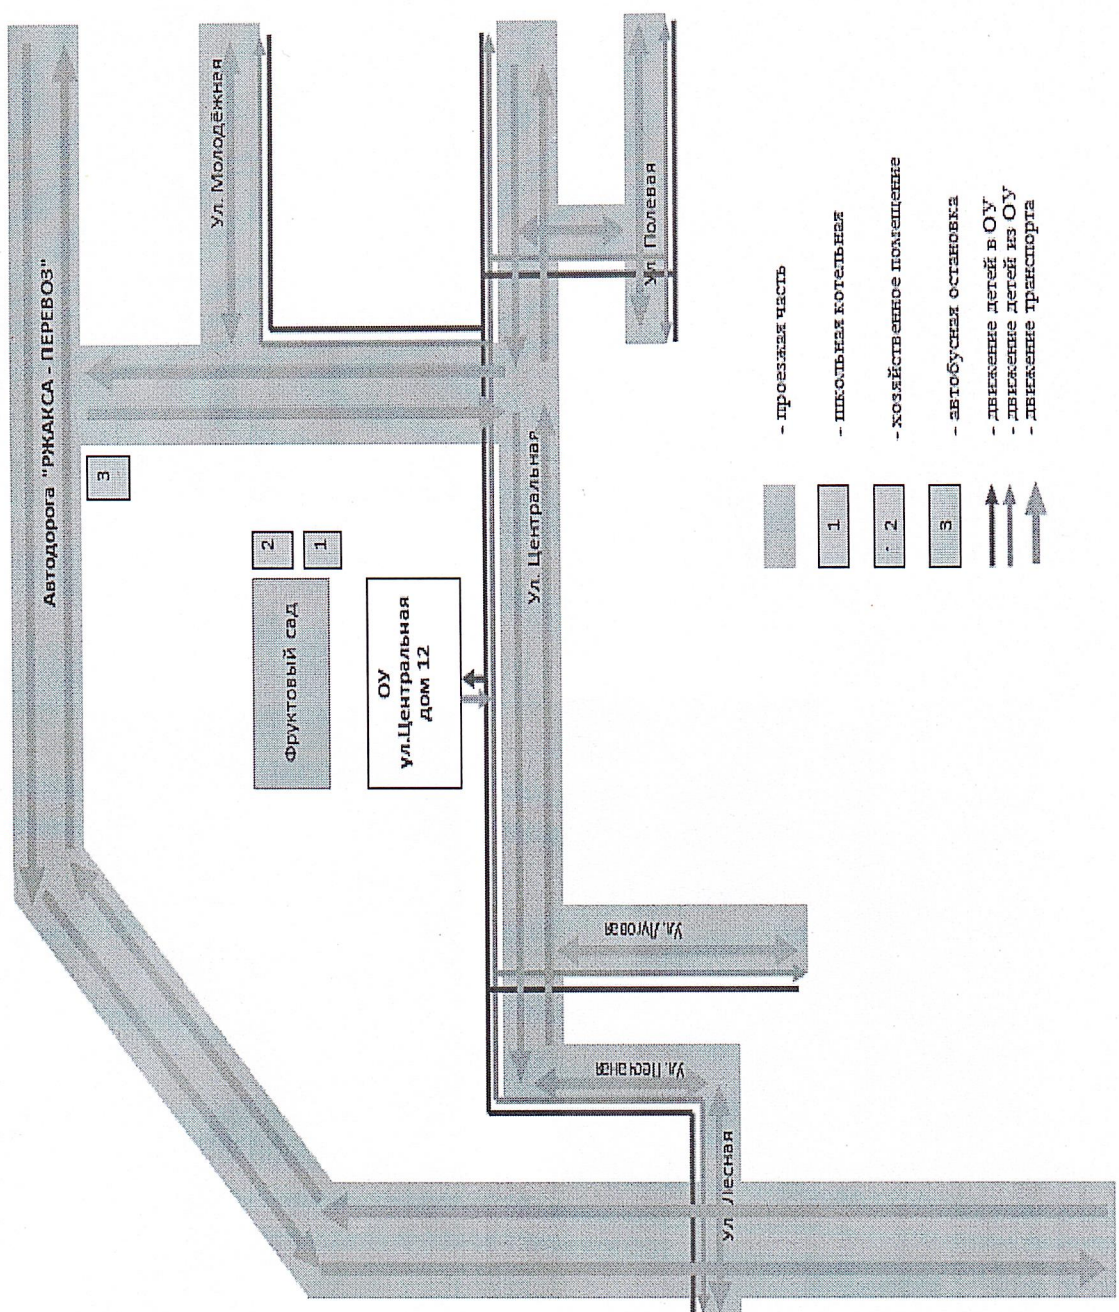 Автодорога "РЖАКСА - ПЕРЕВОЗ"
Ул. Молодёжная
Ул. Полевая
Ул. Центральная
3
2
1
Фруктовый сад
ОУ
ул.Центральная
дом 12
Ул.Луговая
Ул.Песчаная
Ул Лесная
- проезжая часть
1 - школьная котельная
2 - хозяйственное помещение
3 - автобусная остановка
- движение детей в ОУ
- движение детей из ОУ
- движение транспорта